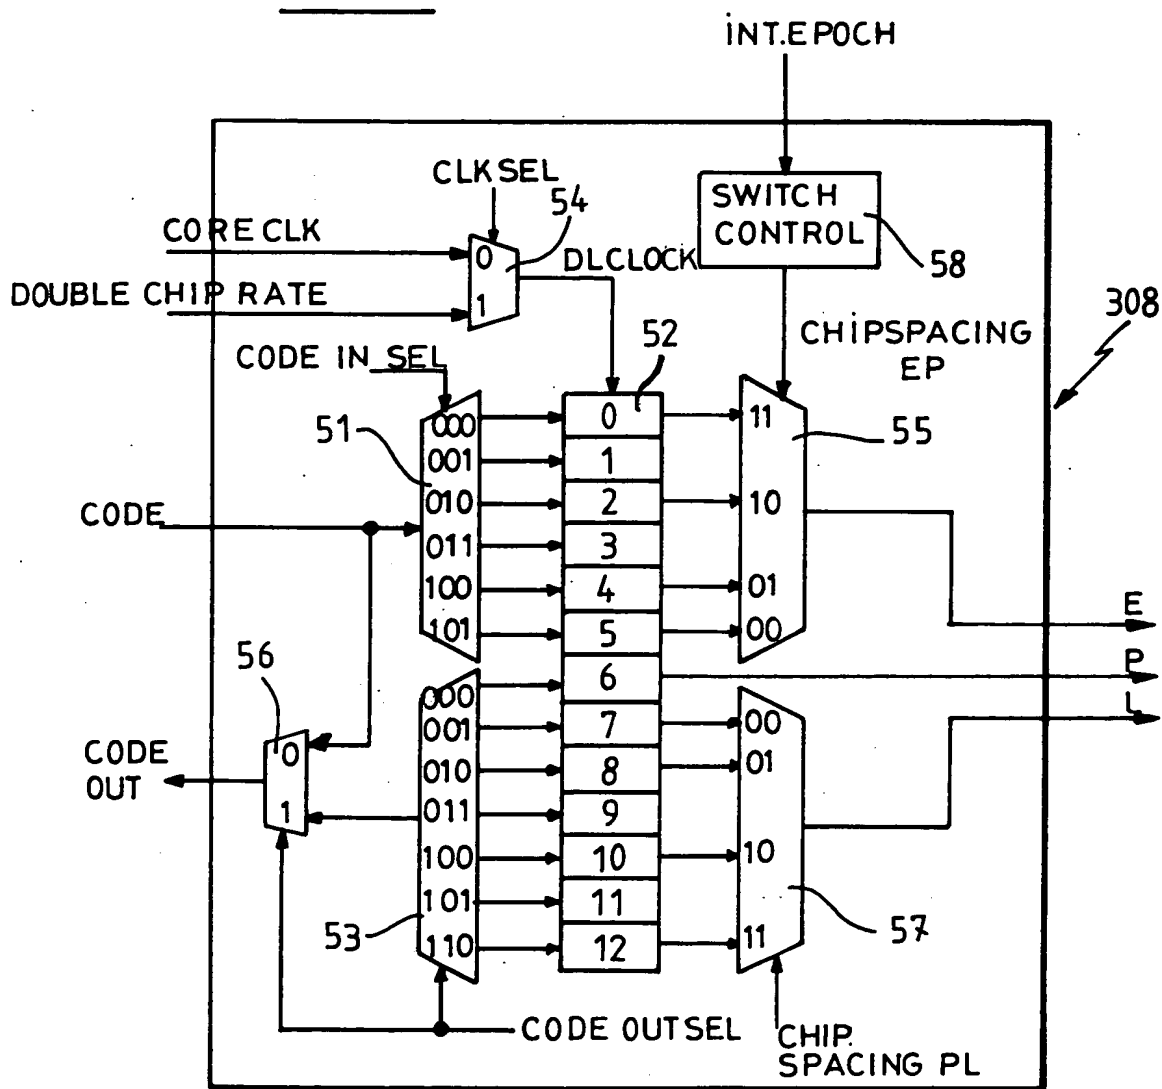 INT.EPOCH
CLK SEL
54
SWITCH
CONTROL
58
CORE CLK
0
DLCLOCK
DOUBLE CHIP RATE
1
308
CHIPSPACING
EP
CODE IN SEL
52
51
55
000
001
010
011
100
101
0
1
2
3
4
5
6
7
8
9
10
11
12
11
10
01
00
CODE
E
P
L
56
0
1
CODE
OUT
000
001
010
011
100
101
110
53
00
01
10
11
57
CODE OUTSEL
CHIP.
SPACING PL